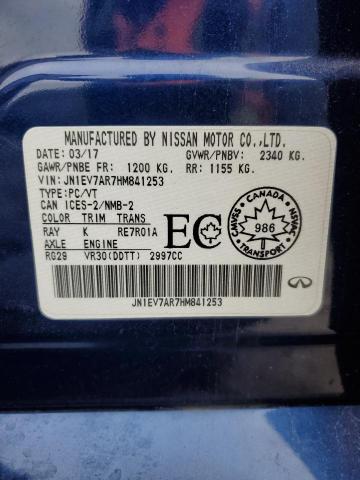 MANUFACTURED BY NISSAN MOTOR CO.,LTD.
DATE: 03/17 GVWR/PNBV: 2340 KG.
GAWR/PNBE FR: 1200 KG. RR: 1155 KG.
VIN: JN1EV7AR7HM841253
TYPE:PC/VT
CAN ICES-2/NMB-2
COLOR TRIM TRANS
RAY K RE7R01A
AXLE ENGINE
RG29 VR30(DDTT) 2997CC
EC
CANADA
CMVSS
986
NSVAC
JN1EV7AR7HM841253